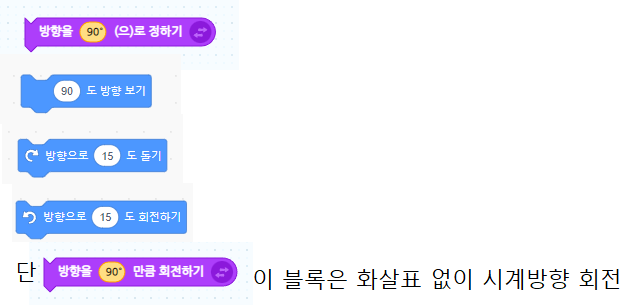 방향을 90° (으)로 정하기
90 도 방향 보기
방향으로 15 도 돌기
방향으로 15 도 회전하기
단 방향을 90° 만큼 회전하기 이 블록은 화살표 없이 시계방향 회전